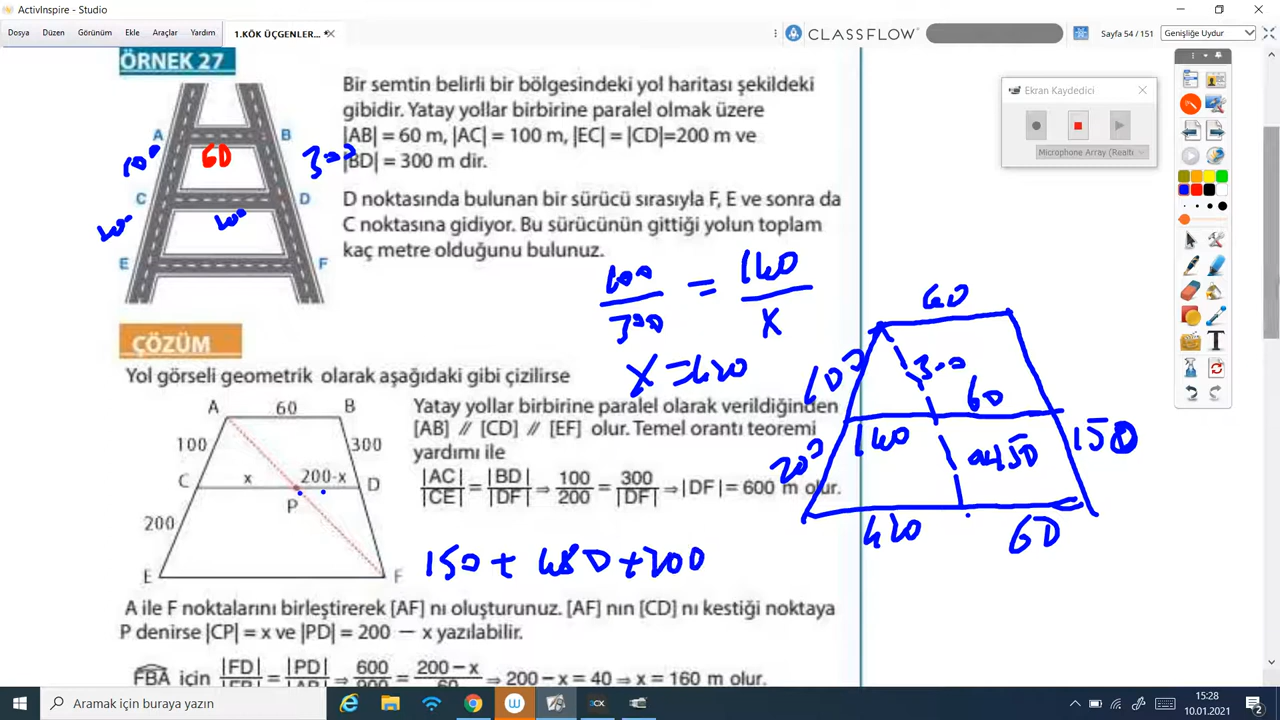 ActivInspire - Studio
Dosya Düzen Görünüm Ekle Araçlar Yardım
1.KÖK ÜÇGENLER...
CLASSFLOW
Sayfa 54 / 151
Genişliğe Uydur
ÖRNEK 27
Bir semtin belirli bir bölgesindeki yol haritası şekildeki
gibidir. Yatay yollar birbirine paralel olmak üzere
|AB| = 60 m, |AC| = 100 m, |EC| = |CD|=200 m ve
|BD| = 300 m dir.
D noktasında bulunan bir sürücü sırasıyla F, E ve sonra da
C noktasına gidiyor. Bu sürücünün gittiği yolun toplam
kaç metre olduğunu bulunuz.
A B
60
300
C D
E F
Ekran Kaydedici
Microphone Array (Realt
100/300 = 140/x
x = 420
60
300
60
140
150
200
420 60
ÇÖZÜM
Yol görseli geometrik olarak aşağıdaki gibi çizilirse
A 60 B
100 300
C x 200-x D
P
200
E F
Yatay yollar birbirine paralel olarak verildiğinden
[AB] // [CD] // [EF] olur. Temel orantı teoremi
yardımı ile
|AC|/|CE| = |BD|/|DF| ⇒ 100/200 = 300/|DF| ⇒ |DF| = 600 m olur.
150 + 480 + 200
A ile F noktalarını birleştirerek [AF] nı oluşturunuz. [AF] nın [CD] nı kestiği noktaya
P denirse |CP| = x ve |PD| = 200 − x yazılabilir.
FBA için |FD| = |PD| ⇒ 600 = 200 − x ⇒ 200 − x = 40 ⇒ x = 160 m olur.
Aramak için buraya yazın
15:28
10.01.2021